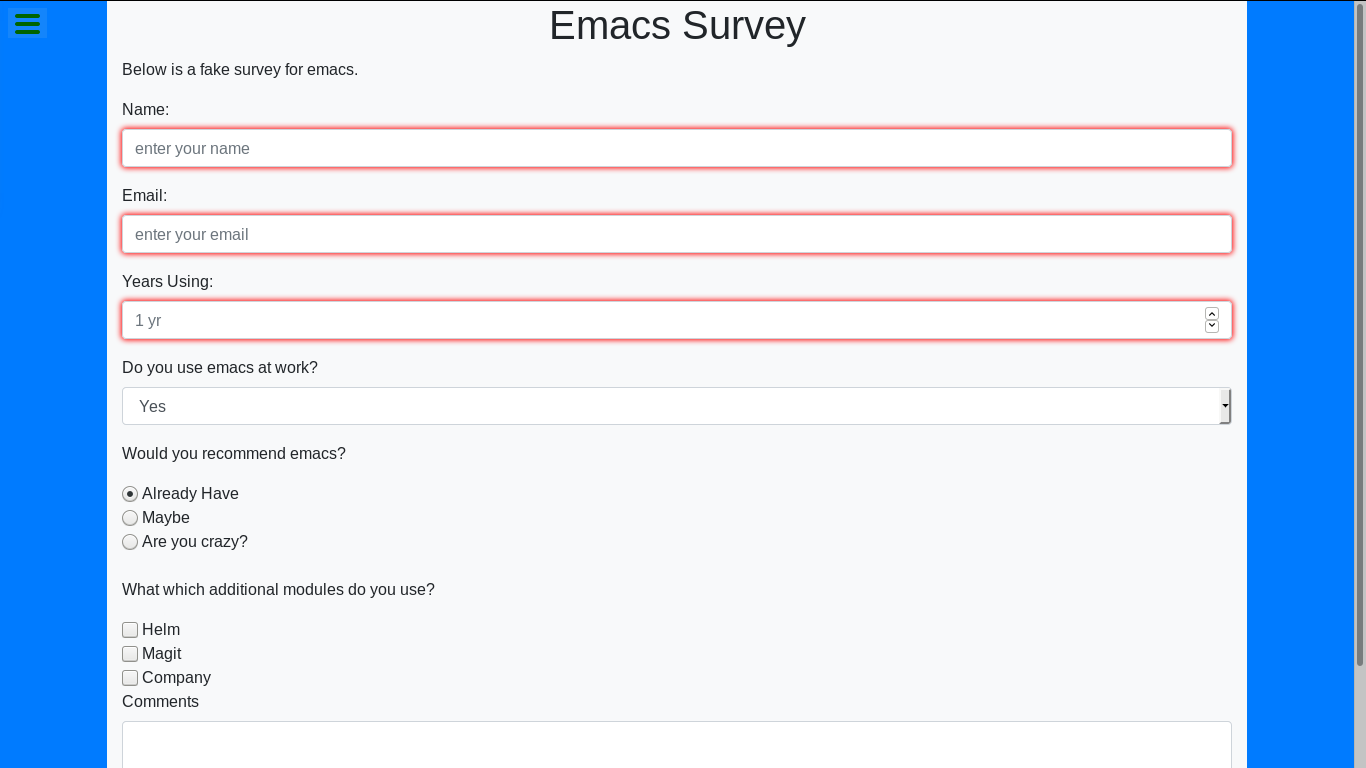 Emacs Survey
Below is a fake survey for emacs.
Name:
enter your name
Email:
enter your email
Years Using:
1 yr
Do you use emacs at work?
Yes
Would you recommend emacs?
Already Have
Maybe
Are you crazy?
What which additional modules do you use?
Helm
Magit
Company
Comments